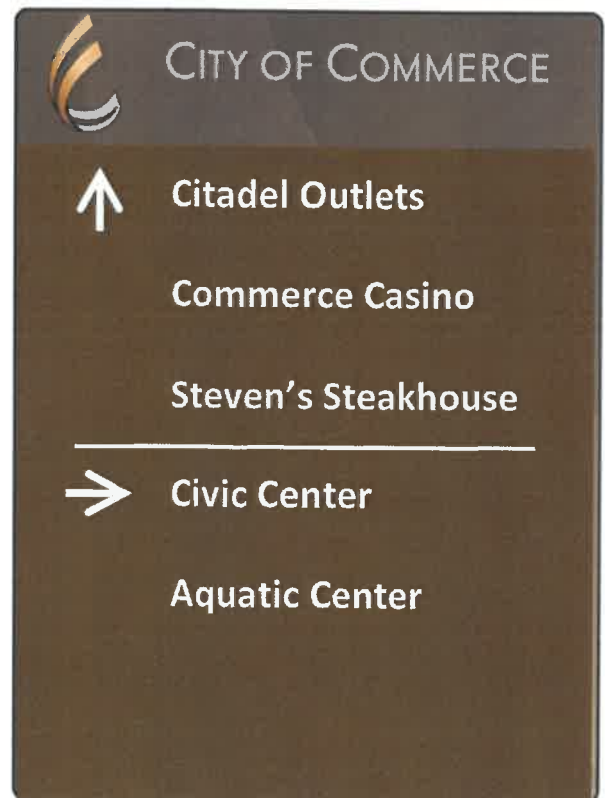 CITY OF COMMERCE
Citadel Outlets
Commerce Casino
Steven's Steakhouse
Civic Center
Aquatic Center